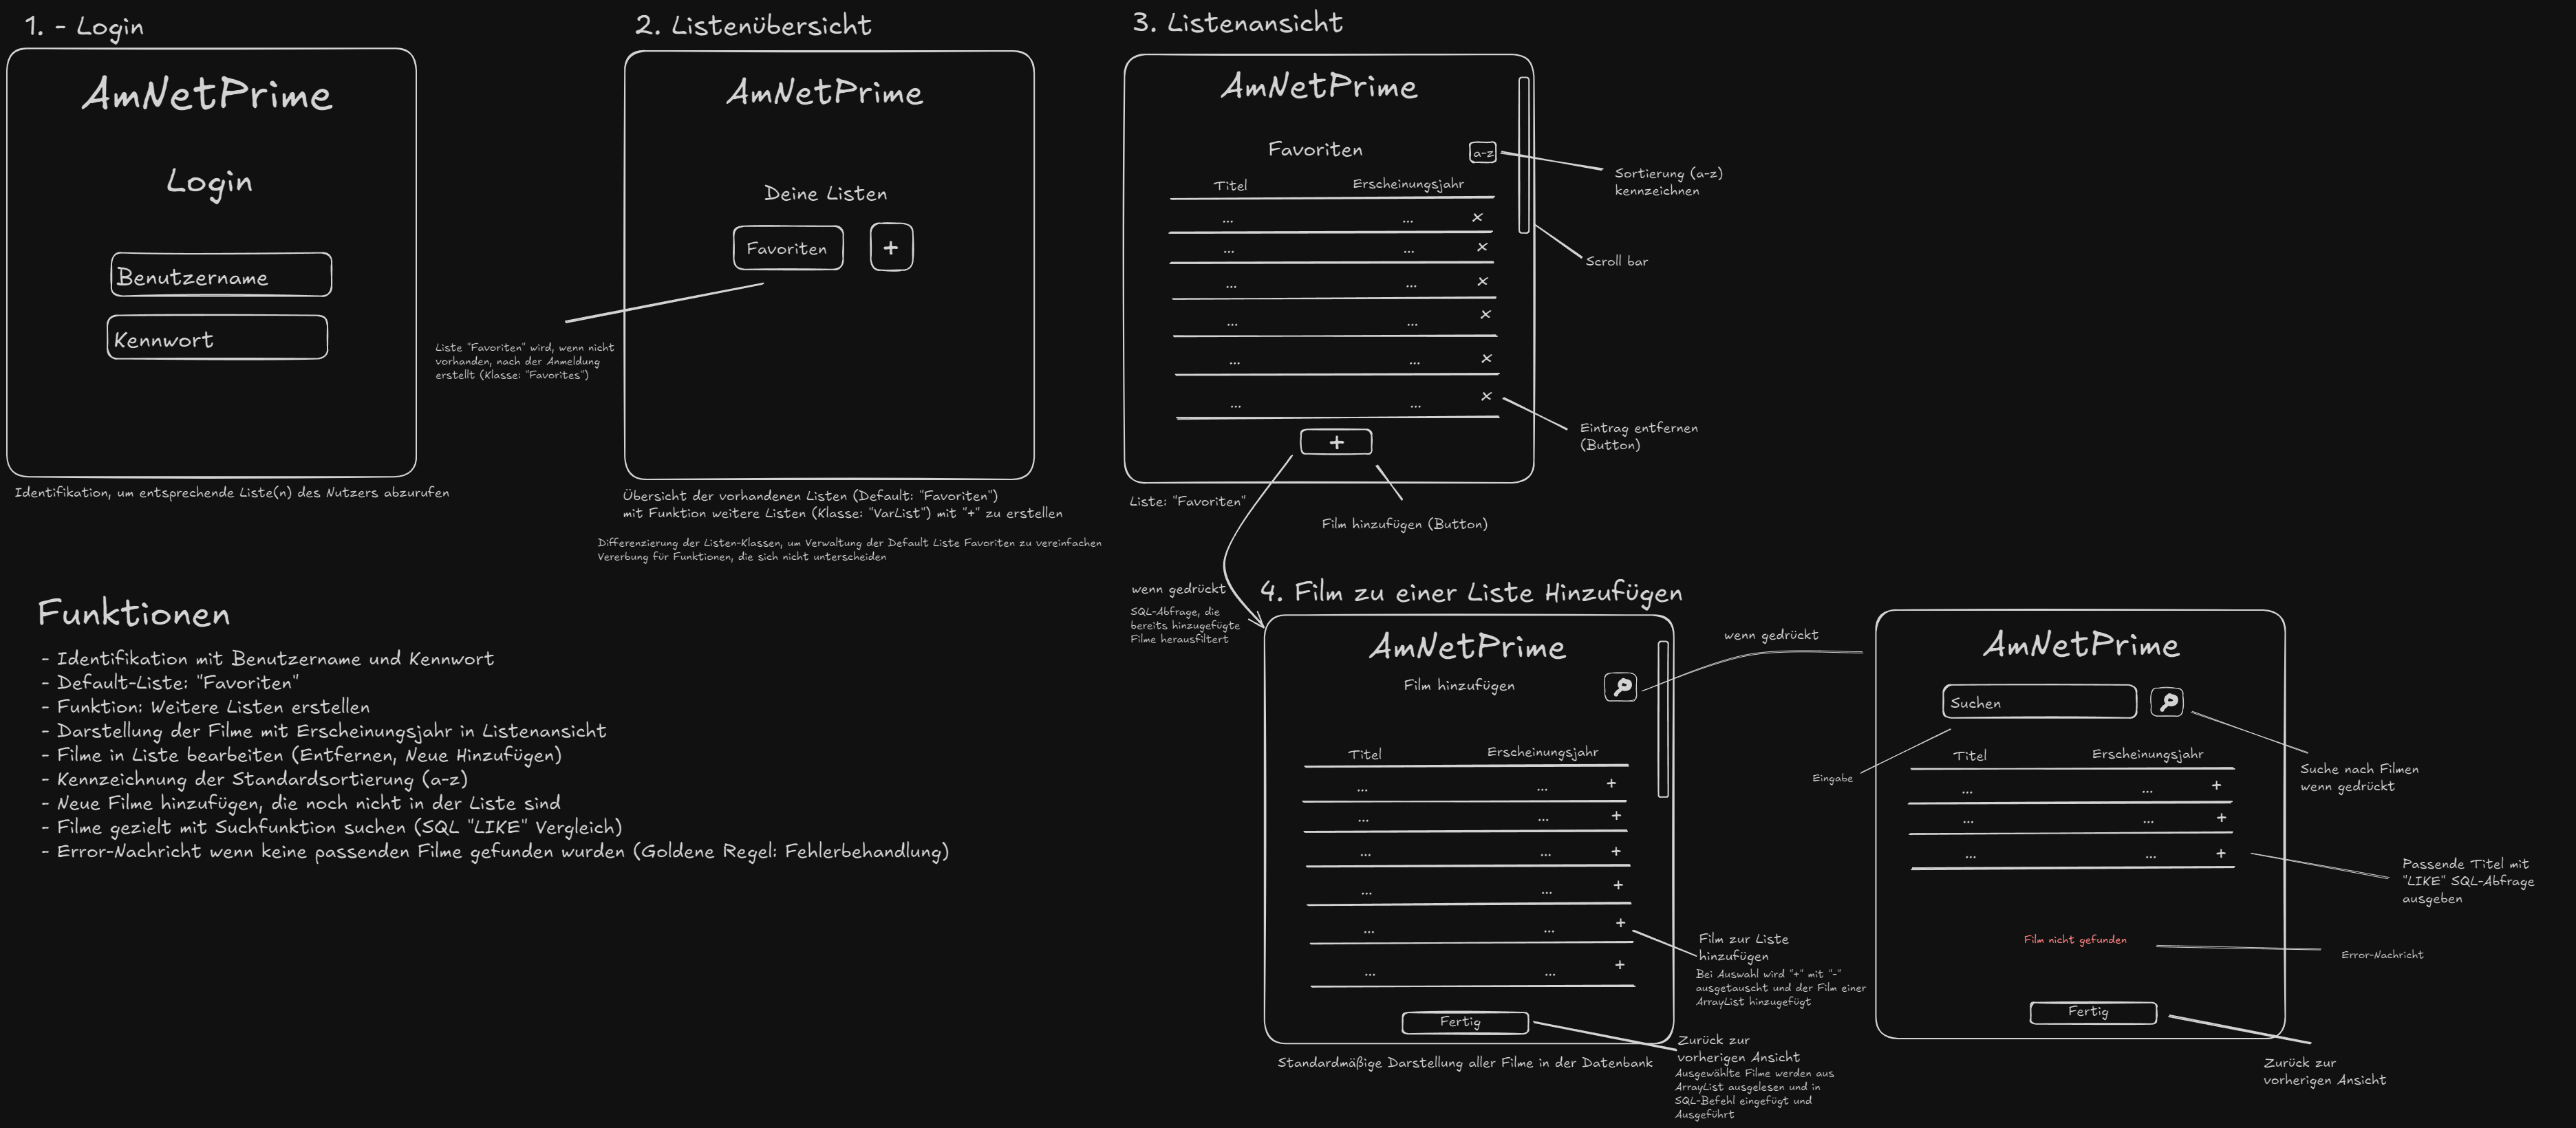 1. - Login
AmNetPrime
Login
Benutzername
Kennwort
Identifikation, um entsprechende Liste(n) des Nutzers abzurufen
2. Listenübersicht
AmNetPrime
Deine Listen
Favoriten
+
Liste "Favoriten" wird, wenn nicht
vorhanden, nach der Anmeldung
erstellt (Klasse: "Favorites")
Übersicht der vorhandenen Listen (Default: "Favoriten")
mit Funktion weitere Listen (Klasse: "VarList") mit "+" zu erstellen
Differenzierung der Listen-Klassen, um Verwaltung der Default Liste Favoriten zu vereinfachen
Vererbung für Funktionen, die sich nicht unterscheiden
3. Listenansicht
AmNetPrime
Favoriten
a-z
Titel Erscheinungsjahr
... ... x
... ... x
... ... x
... ... x
... ... x
... ... x
+
Sortierung (a-z)
kennzeichnen
Scroll bar
Eintrag entfernen
(Button)
Liste: "Favoriten"
Film hinzufügen (Button)
wenn gedrückt
SQL-Abfrage, die
bereits hinzugefügte
Filme herausfiltert
Funktionen
- Identifikation mit Benutzername und Kennwort
- Default-Liste: "Favoriten"
- Funktion: Weitere Listen erstellen
- Darstellung der Filme mit Erscheinungsjahr in Listenansicht
- Filme in Liste bearbeiten (Entfernen, Neue Hinzufügen)
- Kennzeichnung der Standardsortierung (a-z)
- Neue Filme hinzufügen, die noch nicht in der Liste sind
- Filme gezielt mit Suchfunktion suchen (SQL "LIKE" Vergleich)
- Error-Nachricht wenn keine passenden Filme gefunden wurden (Goldene Regel: Fehlerbehandlung)
4. Film zu einer Liste Hinzufügen
AmNetPrime
Film hinzufügen
Titel Erscheinungsjahr
... ... +
... ... +
... ... +
... ... +
... ... +
... ... +
Fertig
Standardmäßige Darstellung aller Filme in der Datenbank
wenn gedrückt
Film zur Liste
hinzufügen
Bei Auswahl wird "+" mit "-"
ausgetauscht und der Film einer
ArrayList hinzugefügt
Zurück zur
vorherigen Ansicht
Ausgewählte Filme werden aus
ArrayList ausgelesen und in
SQL-Befehl eingefügt und
Ausgeführt
AmNetPrime
Suchen
Eingabe
Titel Erscheinungsjahr
... ... +
... ... +
... ... +
Film nicht gefunden
Fertig
Suche nach Filmen
wenn gedrückt
Passende Titel mit
"LIKE" SQL-Abfrage
ausgeben
Error-Nachricht
Zurück zur
vorherigen Ansicht